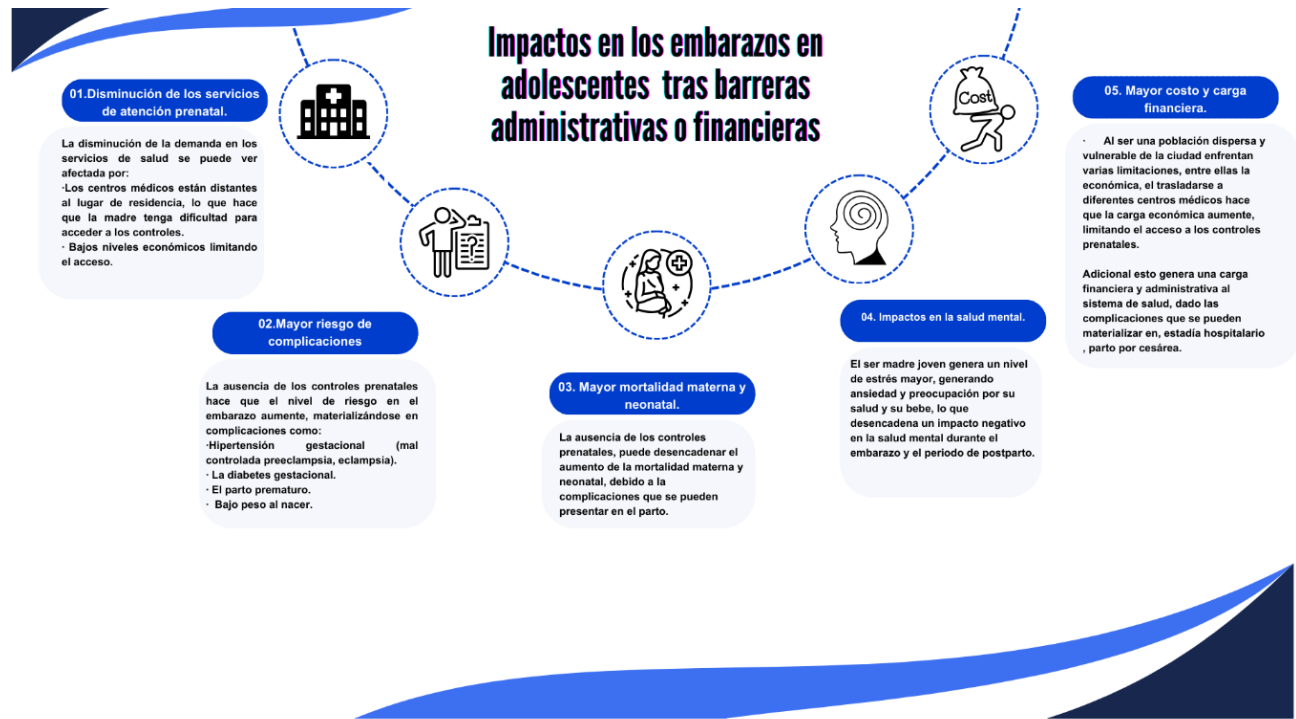 Impactos en los embarazos en
adolescentes tras barreras
administrativas o financieras
01.Disminución de los servicios
de atención prenatal.
La disminución de la demanda en los
servicios de salud se puede ver
afectada por:
·Los centros médicos están distantes
al lugar de residencia, lo que hace
que la madre tenga dificultad para
acceder a los controles.
· Bajos niveles económicos limitando
el acceso.
02.Mayor riesgo de
complicaciones
La ausencia de los controles prenatales
hace que el nivel de riesgo en el
embarazo aumente, materializándose en
complicaciones como:
·Hipertensión gestacional (mal
controlada preeclampsia, eclampsia).
· La diabetes gestacional.
· El parto prematuro.
· Bajo peso al nacer.
03. Mayor mortalidad materna y
neonatal.
La ausencia de los controles
prenatales, puede desencadenar el
aumento de la mortalidad materna y
neonatal, debido a la
complicaciones que se pueden
presentar en el parto.
04. Impactos en la salud mental.
El ser madre joven genera un nivel
de estrés mayor, generando
ansiedad y preocupación por su
salud y su bebe, lo que
desencadena un impacto negativo
en la salud mental durante el
embarazo y el periodo de postparto.
Cost
05. Mayor costo y carga
financiera.
· Al ser una población dispersa y
vulnerable de la ciudad enfrentan
varias limitaciones, entre ellas la
económica, el trasladarse a
diferentes centros médicos hace
que la carga económica aumente,
limitando el acceso a los controles
prenatales.
Adicional esto genera una carga
financiera y administrativa al
sistema de salud, dado las
complicaciones que se pueden
materializar en, estadía hospitalario
, parto por cesárea.